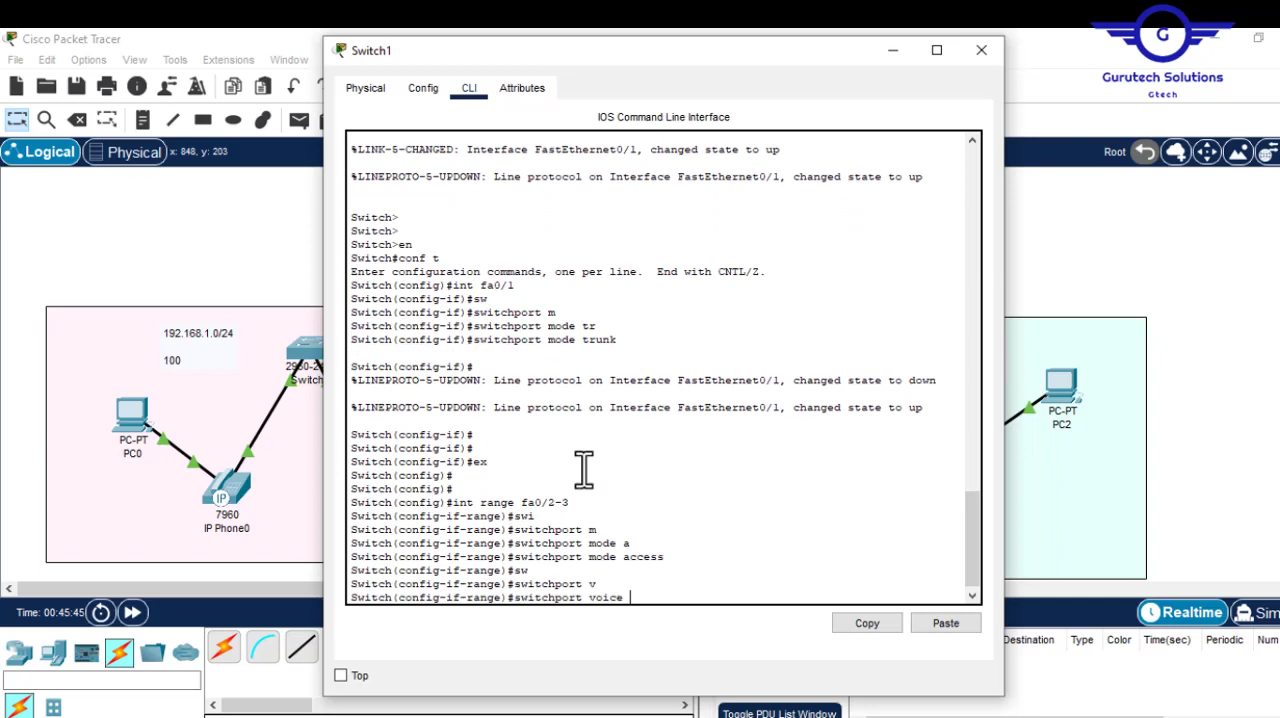 Cisco Packet Tracer
File Edit Options View Tools Extensions Window
Logical Physical x: 848, y: 203
Root
192.168.1.0/24
100
PC-PT
PC0
7960
IP Phone0
IP
Switch
Switch1
Physical Config CLI Attributes
IOS Command Line Interface
%LINK-5-CHANGED: Interface FastEthernet0/1, changed state to up
%LINEPROTO-5-UPDOWN: Line protocol on Interface FastEthernet0/1, changed state to up
Switch>
Switch>
Switch>en
Switch#conf t
Enter configuration commands, one per line. End with CNTL/Z.
Switch(config)#int fa0/1
Switch(config-if)#sw
Switch(config-if)#switchport m
Switch(config-if)#switchport mode tr
Switch(config-if)#switchport mode trunk
Switch(config-if)#
%LINEPROTO-5-UPDOWN: Line protocol on Interface FastEthernet0/1, changed state to down
%LINEPROTO-5-UPDOWN: Line protocol on Interface FastEthernet0/1, changed state to up
Switch(config-if)#
Switch(config-if)#
Switch(config-if)#ex
Switch(config)#
Switch(config)#
Switch(config)#int range fa0/2-3
Switch(config-if-range)#swi
Switch(config-if-range)#switchport m
Switch(config-if-range)#switchport mode a
Switch(config-if-range)#switchport mode access
Switch(config-if-range)#sw
Switch(config-if-range)#switchport v
Switch(config-if-range)#switchport voice
Copy Paste
Top
G
Gurutech Solutions
Gtech
PC-PT
PC2
Time: 00:45:45
Realtime Sim
Destination Type Color Time(sec) Periodic Num
Toggle PDU List Window